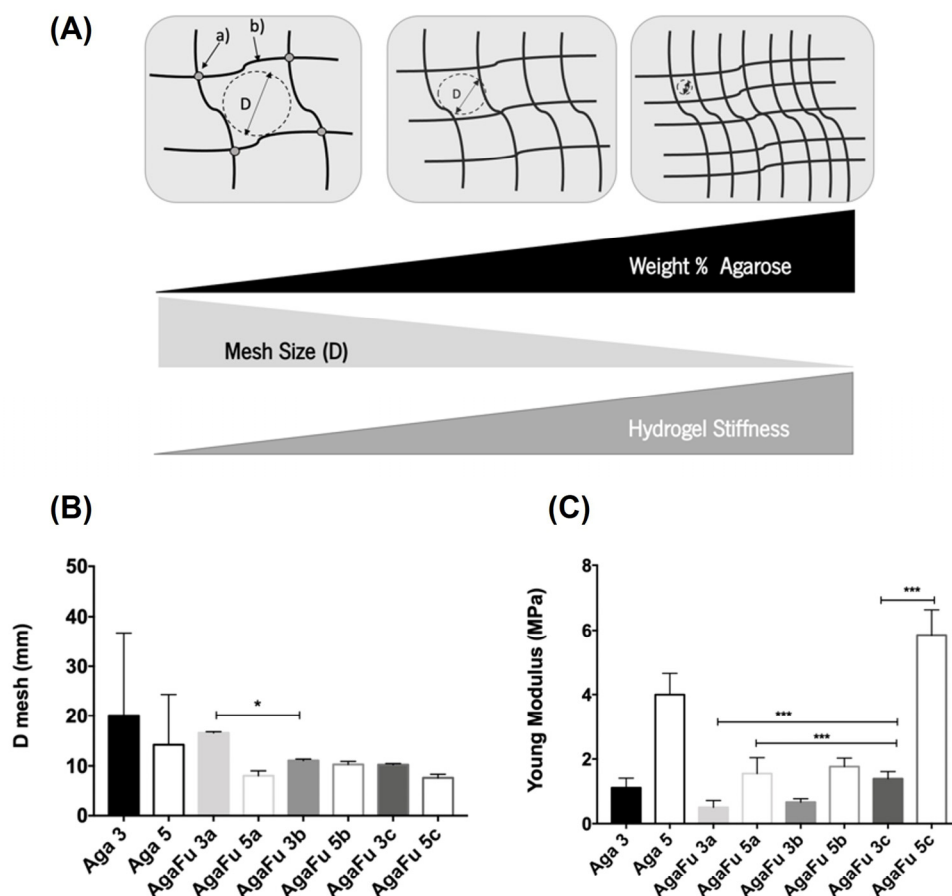 (A)
a)
b)
D
D
Weight % Agarose
Mesh Size (D)
Hydrogel Stiffness
(B)
D mesh (mm)
50
40
30
20
10
0
*
Aga 3
Aga 5
AgaFu 3a
AgaFu 5a
AgaFu 3b
AgaFu 5b
AgaFu 3c
AgaFu 5c
(C)
Young Modulus (MPa)
8
6
4
2
0
***
***
***
Aga 3
Aga 5
AgaFu 3a
AgaFu 5a
AgaFu 3b
AgaFu 5b
AgaFu 3c
AgaFu 5c